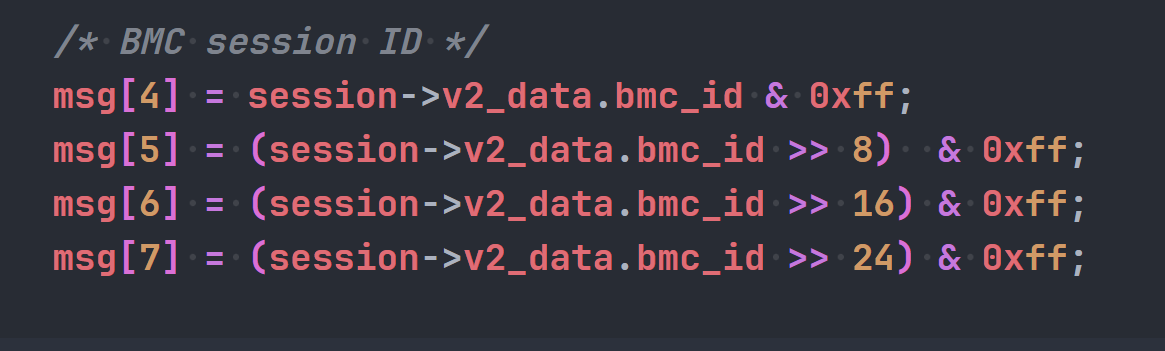 /* BMC session ID */
msg[4] = session->v2_data.bmc_id & 0xff;
msg[5] = (session->v2_data.bmc_id >> 8)  & 0xff;
msg[6] = (session->v2_data.bmc_id >> 16) & 0xff;
msg[7] = (session->v2_data.bmc_id >> 24) & 0xff;